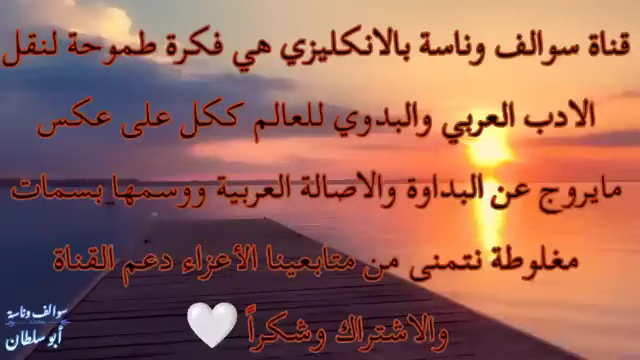 قناة سوالف وناسة بالانكليزي هي فكرة طموحة لنقل
الادب العربي والبدوي للعالم ككل على عكس
مايروج عن البداوة والاصالة العربية ووسمها بسمات
مغلوطة نتمنى من متابعينا الأعزاء دعم القناة
والاشتراك وشكراً 🤍
سوالف وناسة
أبو سلطان